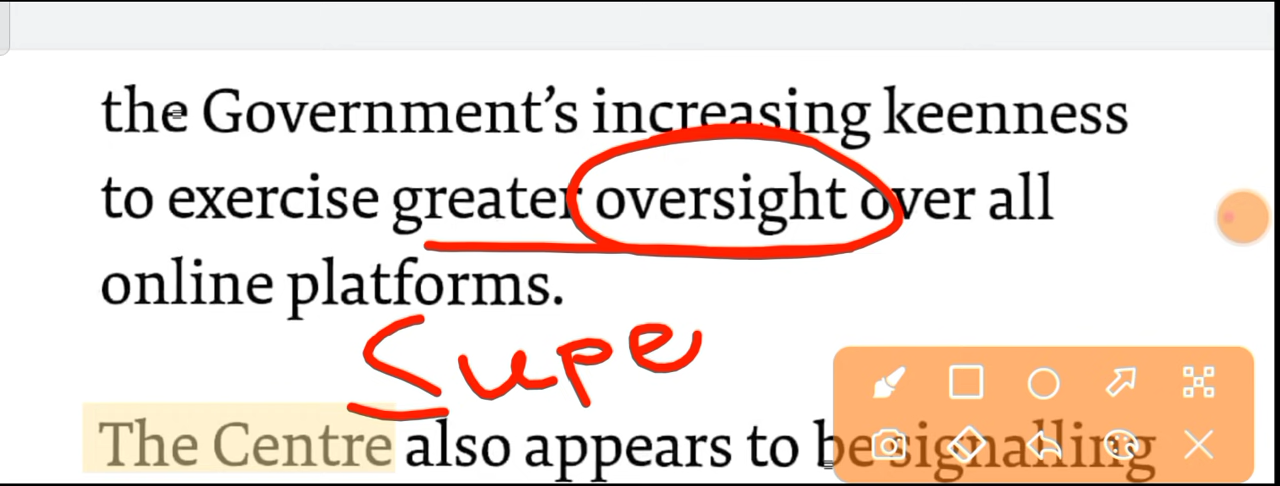 the Government’s increasing keenness
to exercise greater oversight over all
online platforms.
Supe
The Centre also appears to be signalling